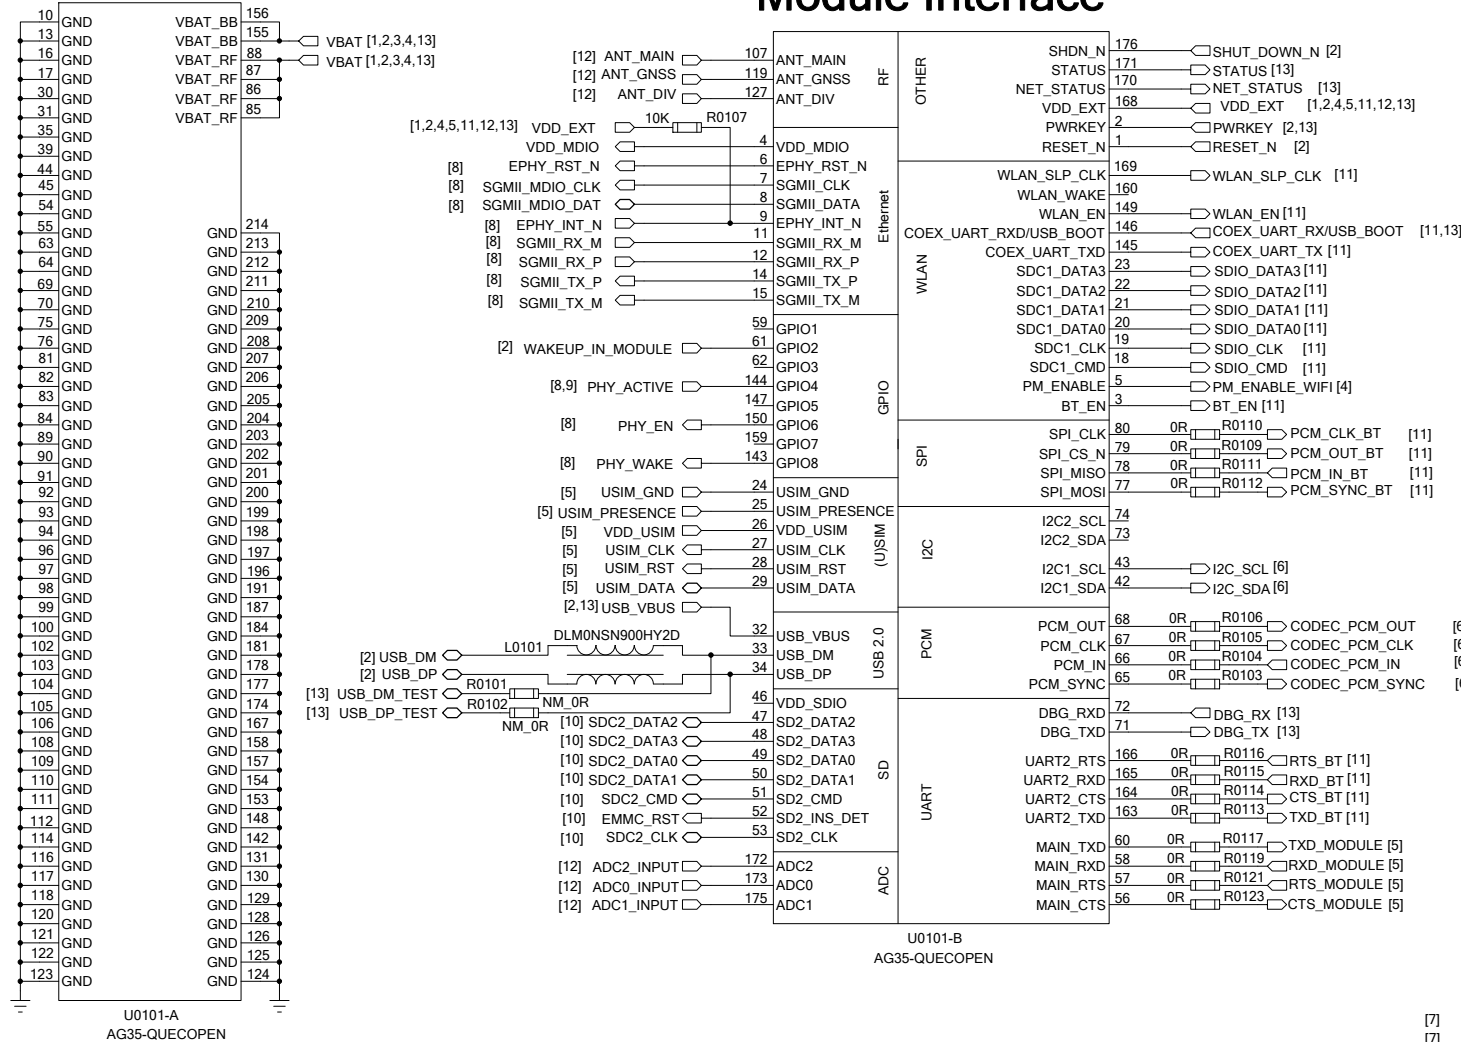 Module Interface
10 GND VBAT_BB 156
13 GND VBAT_BB 155 VBAT [1,2,3,4,13]
16 GND VBAT_RF 88 VBAT [1,2,3,4,13]
17 GND VBAT_RF 87
30 GND VBAT_RF 86
31 GND VBAT_RF 85
35 GND
39 GND
44 GND
45 GND
54 GND
55 GND GND 214
63 GND GND 213
64 GND GND 212
69 GND GND 211
70 GND GND 210
75 GND GND 209
76 GND GND 208
81 GND GND 207
82 GND GND 206
83 GND GND 205
84 GND GND 204
89 GND GND 203
90 GND GND 202
91 GND GND 201
92 GND GND 200
93 GND GND 199
94 GND GND 198
96 GND GND 197
97 GND GND 196
98 GND GND 191
99 GND GND 187
100 GND GND 184
102 GND GND 181
103 GND GND 178
104 GND GND 177
105 GND GND 174
106 GND GND 167
108 GND GND 158
109 GND GND 157
110 GND GND 154
111 GND GND 153
112 GND GND 148
114 GND GND 142
116 GND GND 131
117 GND GND 130
118 GND GND 129
120 GND GND 128
121 GND GND 126
122 GND GND 125
123 GND GND 124
U0101-A
AG35-QUECOPEN
[12] ANT_MAIN 107 ANT_MAIN
[12] ANT_GNSS 119 ANT_GNSS
[12] ANT_DIV 127 ANT_DIV
RF
[1,2,4,5,11,12,13] VDD_EXT 10K R0107
VDD_MDIO 4 VDD_MDIO
[8] EPHY_RST_N 6 EPHY_RST_N
[8] SGMII_MDIO_CLK 7 SGMII_CLK
[8] SGMII_MDIO_DAT 8 SGMII_DATA
[8] EPHY_INT_N 9 EPHY_INT_N
[8] SGMII_RX_M 11 SGMII_RX_M
[8] SGMII_RX_P 12 SGMII_RX_P
[8] SGMII_TX_P 14 SGMII_TX_P
[8] SGMII_TX_M 15 SGMII_TX_M
Ethernet
59 GPIO1
[2] WAKEUP_IN_MODULE 61 GPIO2
62 GPIO3
[8,9] PHY_ACTIVE 144 GPIO4
147 GPIO5
[8] PHY_EN 150 GPIO6
159 GPIO7
[8] PHY_WAKE 143 GPIO8
GPIO
[5] USIM_GND 24 USIM_GND
[5] USIM_PRESENCE 25 USIM_PRESENCE
[5] VDD_USIM 26 VDD_USIM
[5] USIM_CLK 27 USIM_CLK
[5] USIM_RST 28 USIM_RST
[5] USIM_DATA 29 USIM_DATA
(U)SIM
[2,13] USB_VBUS 32 USB_VBUS
L0101 DLM0NSN900HY2D
[2] USB_DM 33 USB_DM
[2] USB_DP 34 USB_DP
[13] USB_DM_TEST R0101 NM_0R
[13] USB_DP_TEST R0102 NM_0R
USB 2.0
46 VDD_SDIO
[10] SDC2_DATA2 47 SD2_DATA2
[10] SDC2_DATA3 48 SD2_DATA3
[10] SDC2_DATA0 49 SD2_DATA0
[10] SDC2_DATA1 50 SD2_DATA1
[10] SDC2_CMD 51 SD2_CMD
[10] EMMC_RST 52 SD2_INS_DET
[10] SDC2_CLK 53 SD2_CLK
SD
[12] ADC2_INPUT 172 ADC2
[12] ADC0_INPUT 173 ADC0
[12] ADC1_INPUT 175 ADC1
ADC
OTHER
SHDN_N 176 SHUT_DOWN_N [2]
STATUS 171 STATUS [13]
NET_STATUS 170 NET_STATUS [13]
VDD_EXT 168 VDD_EXT [1,2,4,5,11,12,13]
PWRKEY 2 PWRKEY [2,13]
RESET_N 1 RESET_N [2]
WLAN
WLAN_SLP_CLK 169 WLAN_SLP_CLK [11]
WLAN_WAKE 160
WLAN_EN 149 WLAN_EN [11]
COEX_UART_RXD/USB_BOOT 146 COEX_UART_RX/USB_BOOT [11,13]
COEX_UART_TXD 145 COEX_UART_TX [11]
SDC1_DATA3 23 SDIO_DATA3 [11]
SDC1_DATA2 22 SDIO_DATA2 [11]
SDC1_DATA1 21 SDIO_DATA1 [11]
SDC1_DATA0 20 SDIO_DATA0 [11]
SDC1_CLK 19 SDIO_CLK [11]
SDC1_CMD 18 SDIO_CMD [11]
PM_ENABLE 5 PM_ENABLE_WIFI [4]
BT_EN 3 BT_EN [11]
SPI
SPI_CLK 80 0R R0110 PCM_CLK_BT [11]
SPI_CS_N 79 0R R0109 PCM_OUT_BT [11]
SPI_MISO 78 0R R0111 PCM_IN_BT [11]
SPI_MOSI 77 0R R0112 PCM_SYNC_BT [11]
I2C
I2C2_SCL 74
I2C2_SDA 73
I2C1_SCL 43 I2C_SCL [6]
I2C1_SDA 42 I2C_SDA [6]
PCM
PCM_OUT 68 0R R0106 CODEC_PCM_OUT
PCM_CLK 67 0R R0105 CODEC_PCM_CLK
PCM_IN 66 0R R0104 CODEC_PCM_IN
PCM_SYNC 65 0R R0103 CODEC_PCM_SYNC
UART
DBG_RXD 72 DBG_RX [13]
DBG_TXD 71 DBG_TX [13]
UART2_RTS 166 0R R0116 RTS_BT [11]
UART2_RXD 165 0R R0115 RXD_BT [11]
UART2_CTS 164 0R R0114 CTS_BT [11]
UART2_TXD 163 0R R0113 TXD_BT [11]
MAIN_TXD 60 0R R0117 TXD_MODULE [5]
MAIN_RXD 58 0R R0119 RXD_MODULE [5]
MAIN_RTS 57 0R R0121 RTS_MODULE [5]
MAIN_CTS 56 0R R0123 CTS_MODULE [5]
U0101-B
AG35-QUECOPEN
[7]
[7]